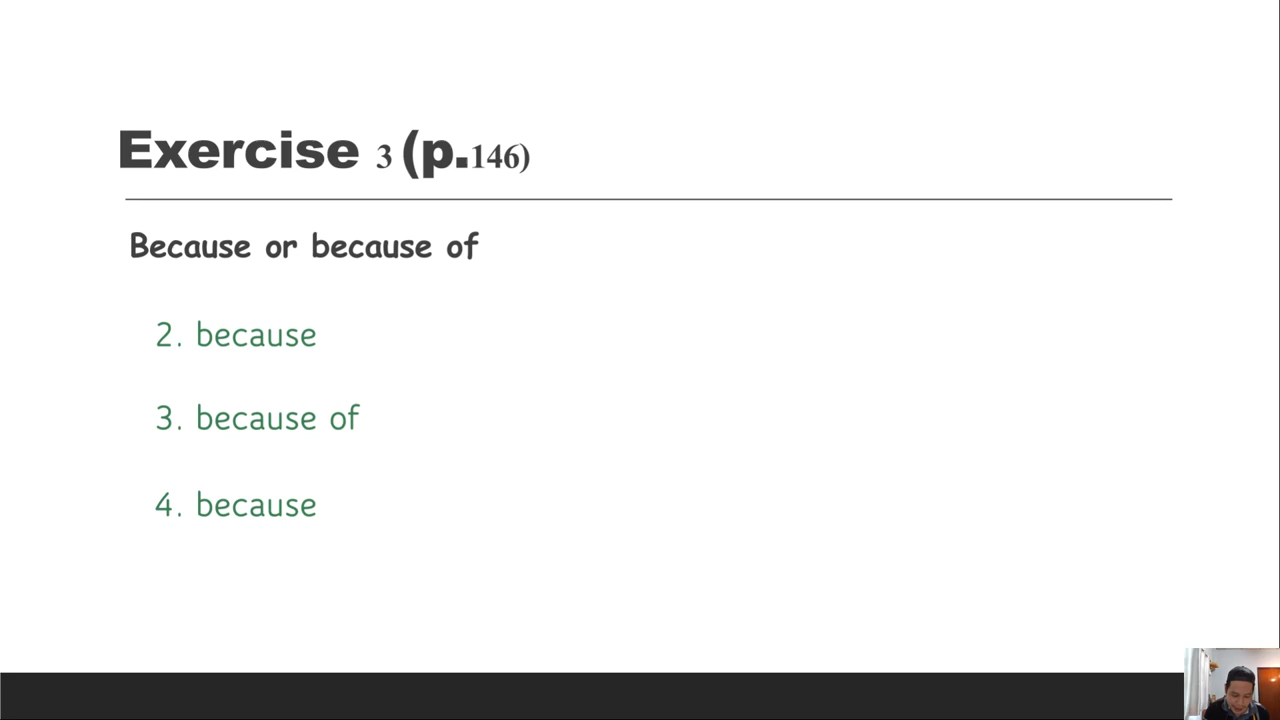 Exercise 3 (p.146)
Because or because of
2. because
3. because of
4. because